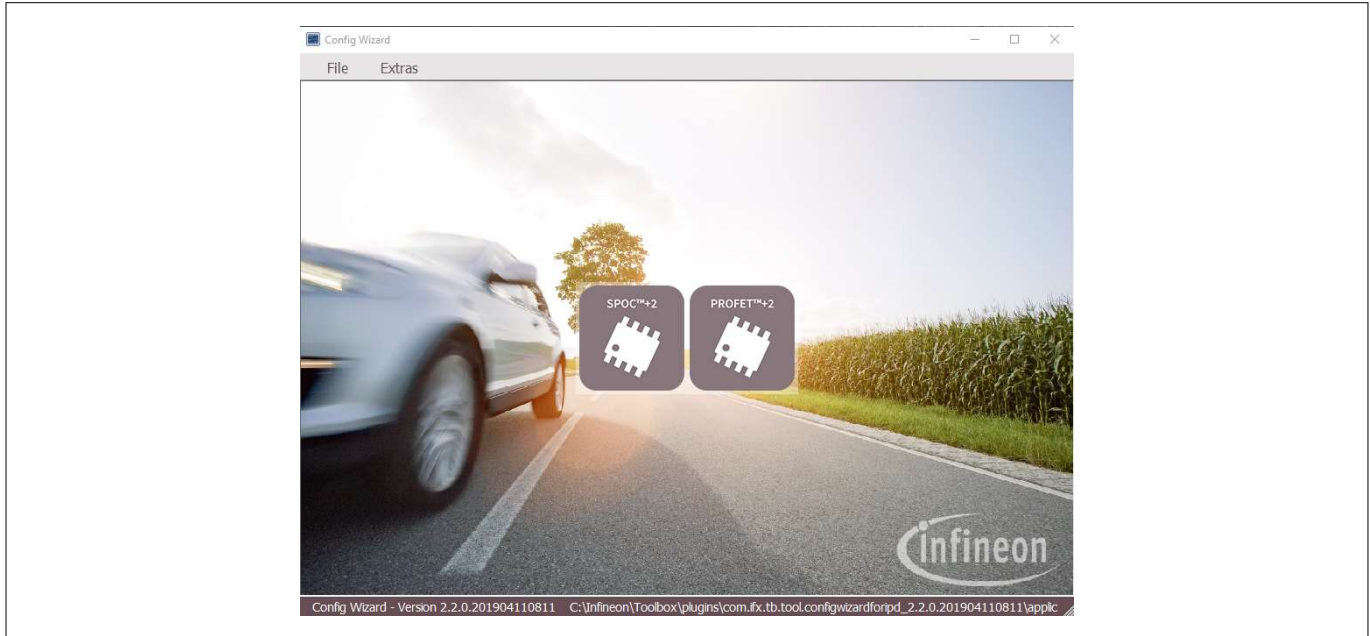 Config Wizard
File Extras
SPOC™+2 PROFET™+2
infineon
Config Wizard - Version 2.2.0.201904110811 C:\Infineon\Toolbox\plugins\com.ifx.tb.tool.configwizardforipd_2.2.0.201904110811\applic